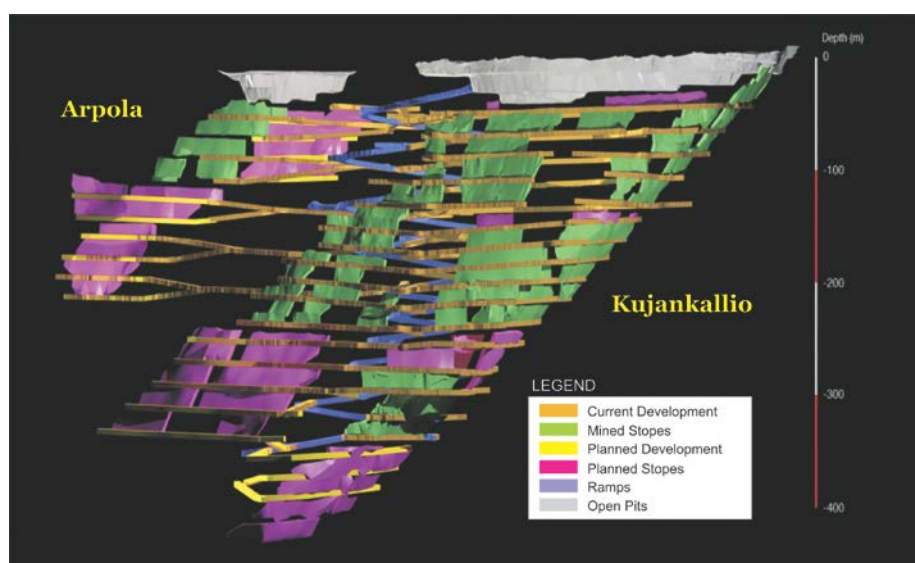 Depth (m)
0
Arpola
-100
-200
Kujankallio
LEGEND
-300
Current Development
Mined Stopes
Planned Development
Planned Stopes
Ramps
Open Pits
-400